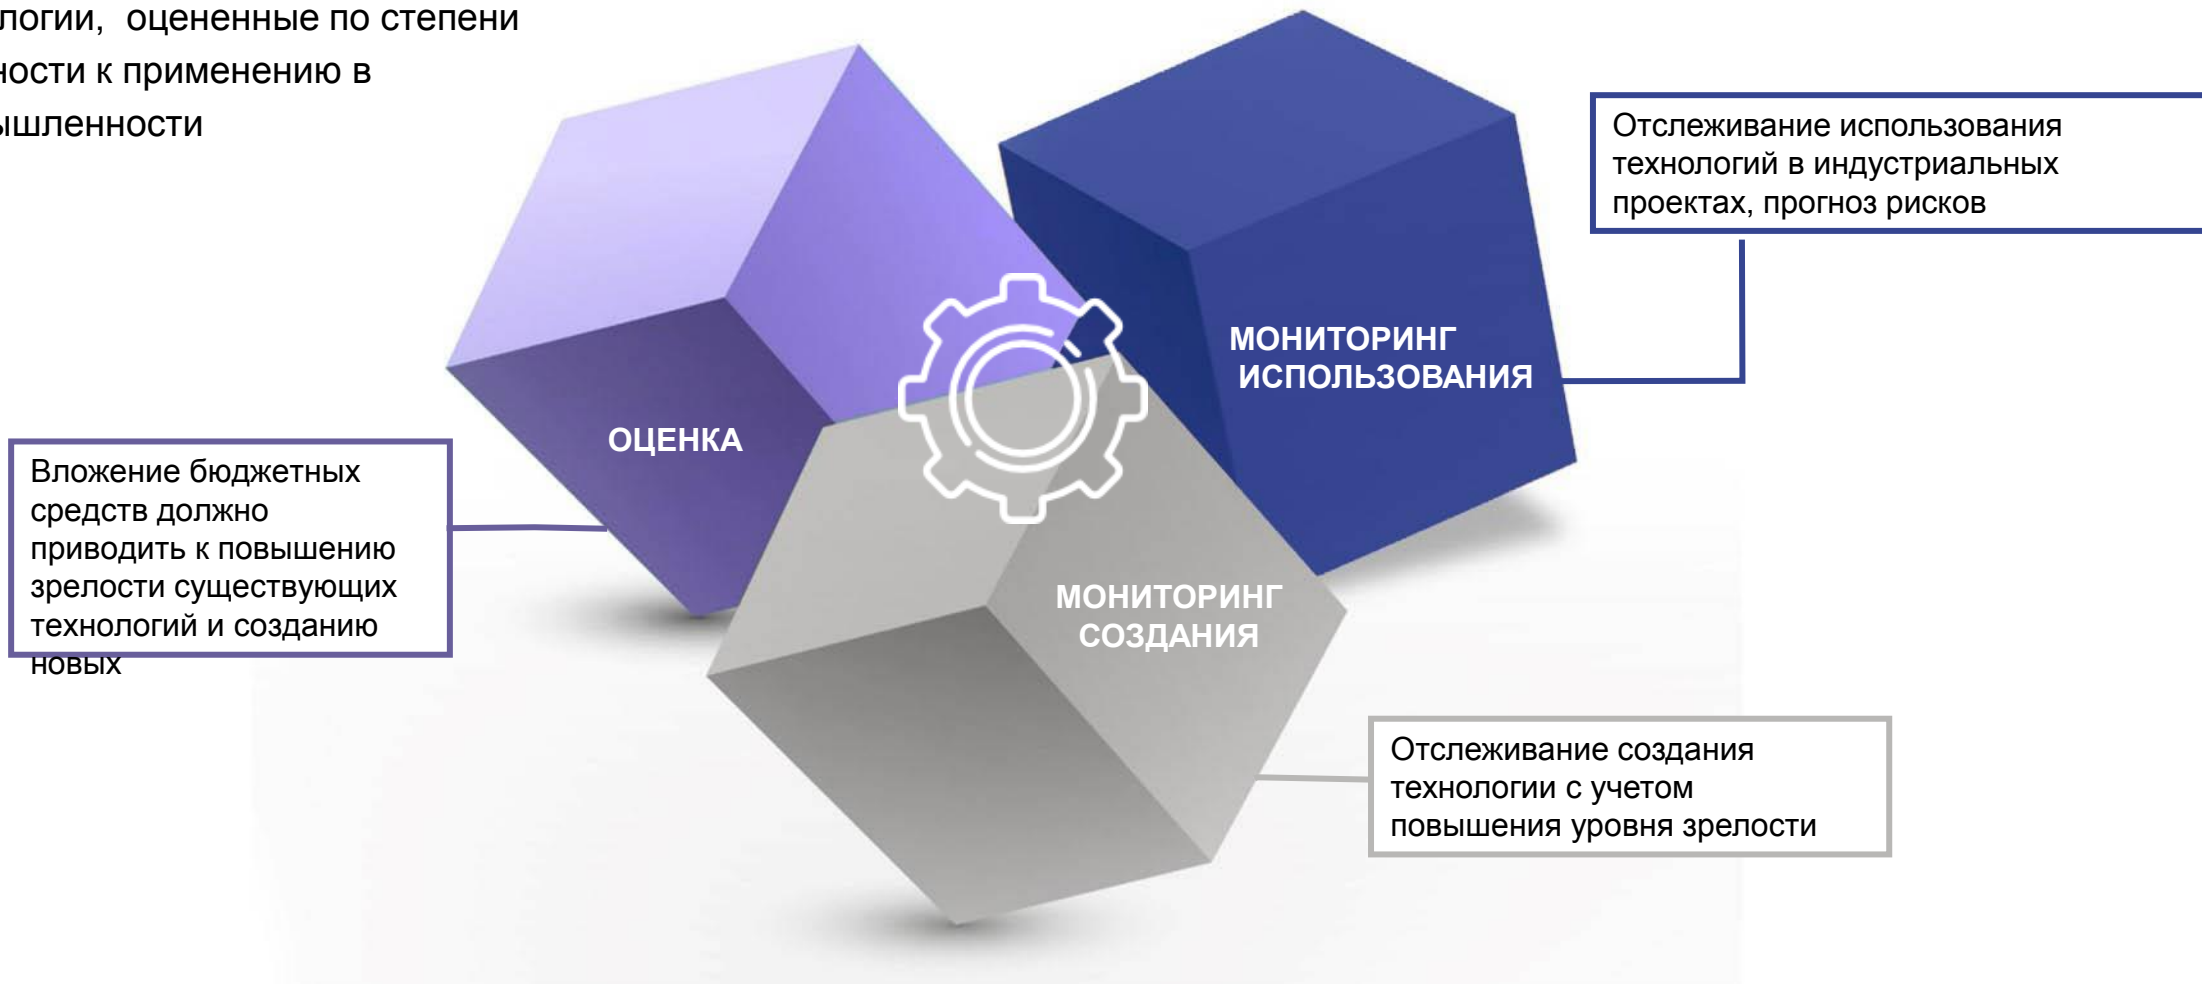 логии, оцененные по степени
ности к применению в
ышленности
Отслеживание использования
технологий в индустриальных
проектах, прогноз рисков
МОНИТОРИНГ
ИСПОЛЬЗОВАНИЯ
ОЦЕНКА
Вложение бюджетных
средств должно
приводить к повышению
зрелости существующих
технологий и созданию
новых
МОНИТОРИНГ
СОЗДАНИЯ
Отслеживание создания
технологии с учетом
повышения уровня зрелости